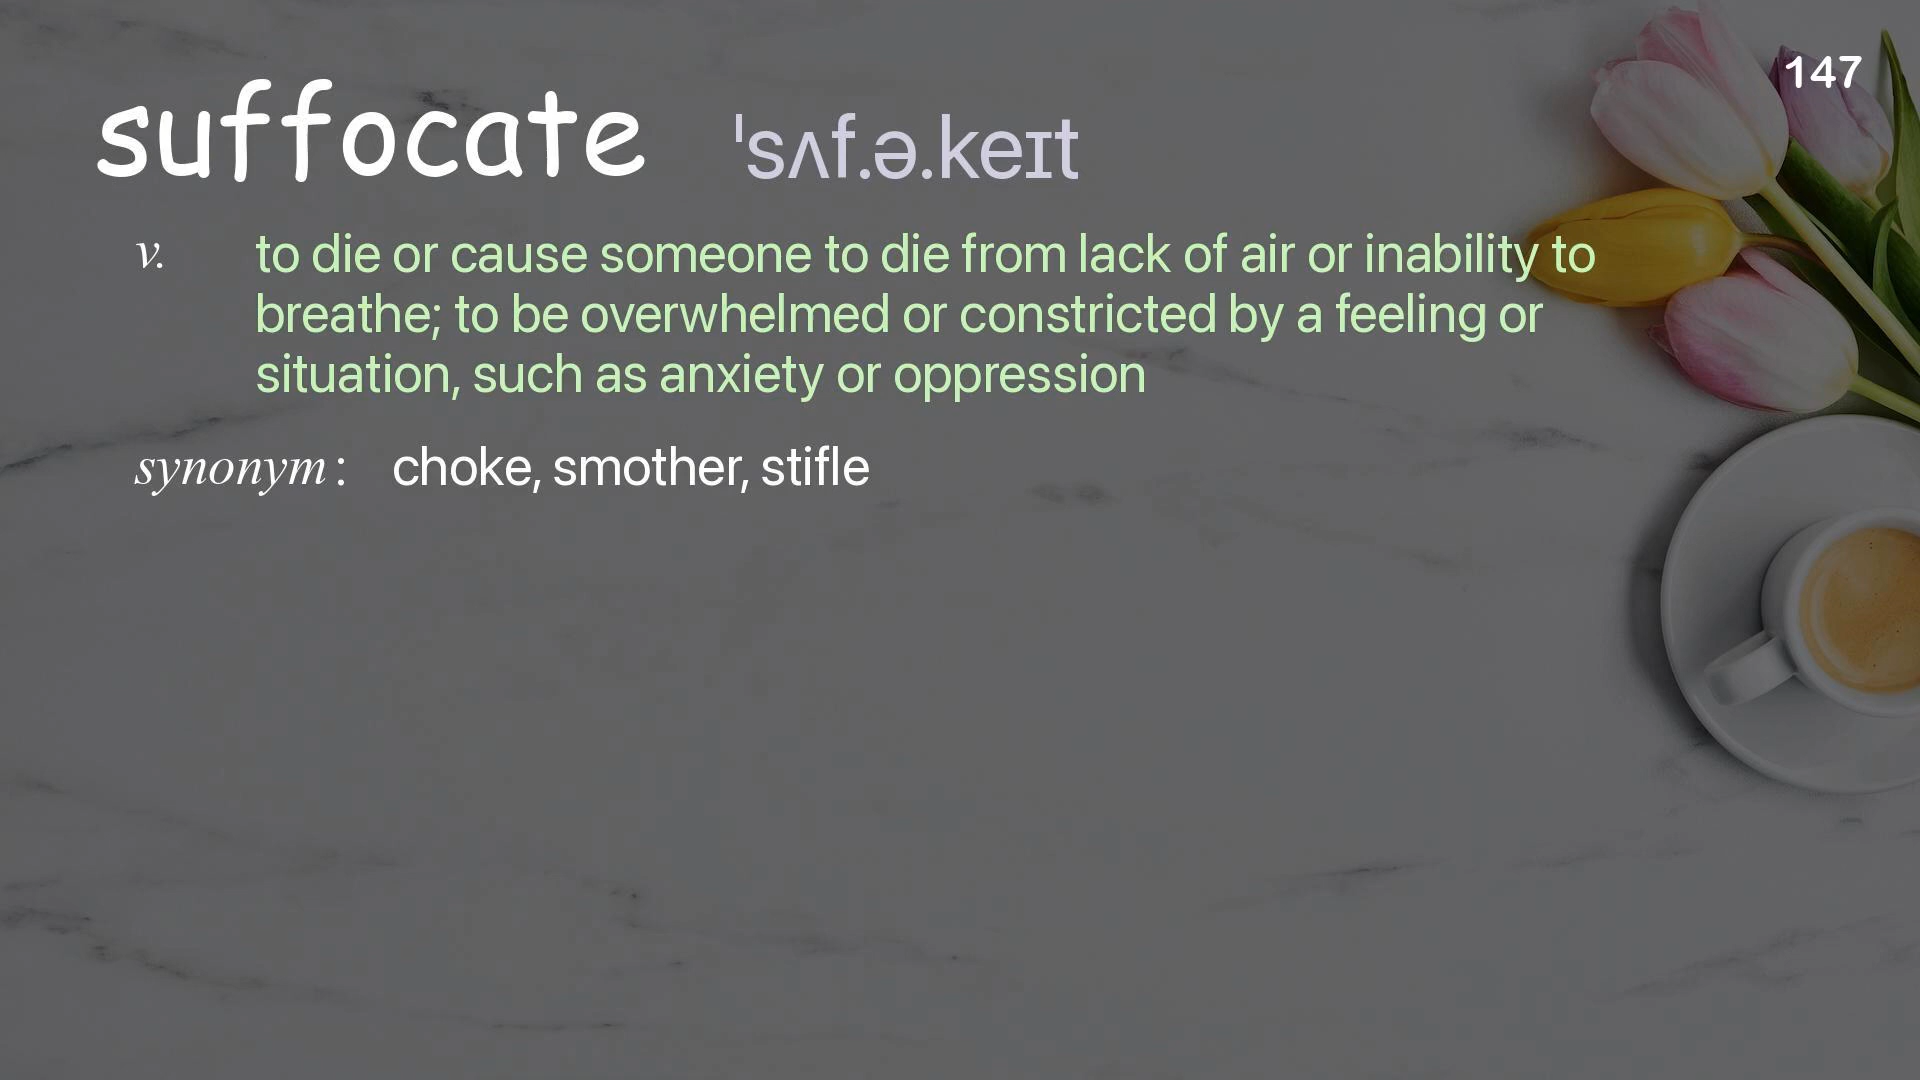 147
suffocate ˈsʌf.ə.keɪt
v. to die or cause someone to die from lack of air or inability to
breathe; to be overwhelmed or constricted by a feeling or
situation, such as anxiety or oppression
synonym: choke, smother, stifle